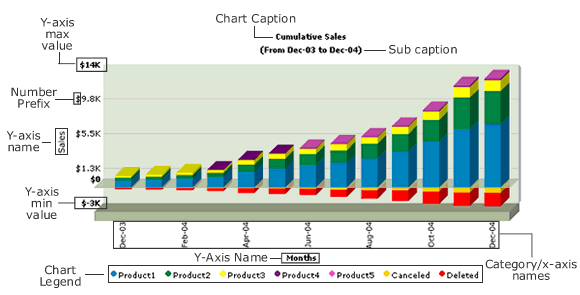 Chart Caption
Y-axis
max
value
Cumulative Sales
(From Dec-03 to Dec-04)
Sub caption
$14K
Number
Prefix
$9.8K
Y-axis
name
Sales
$5.5K
$1.3K
$0
Y-axis
min
value
$-3K
Dec-03
Feb-04
Apr-04
Jun-04
Aug-04
Oct-04
Dec-04
Y-Axis Name
Months
Category/x-axis
names
Chart
Legend
Product1 Product2 Product3 Product4 Product5 Canceled Deleted